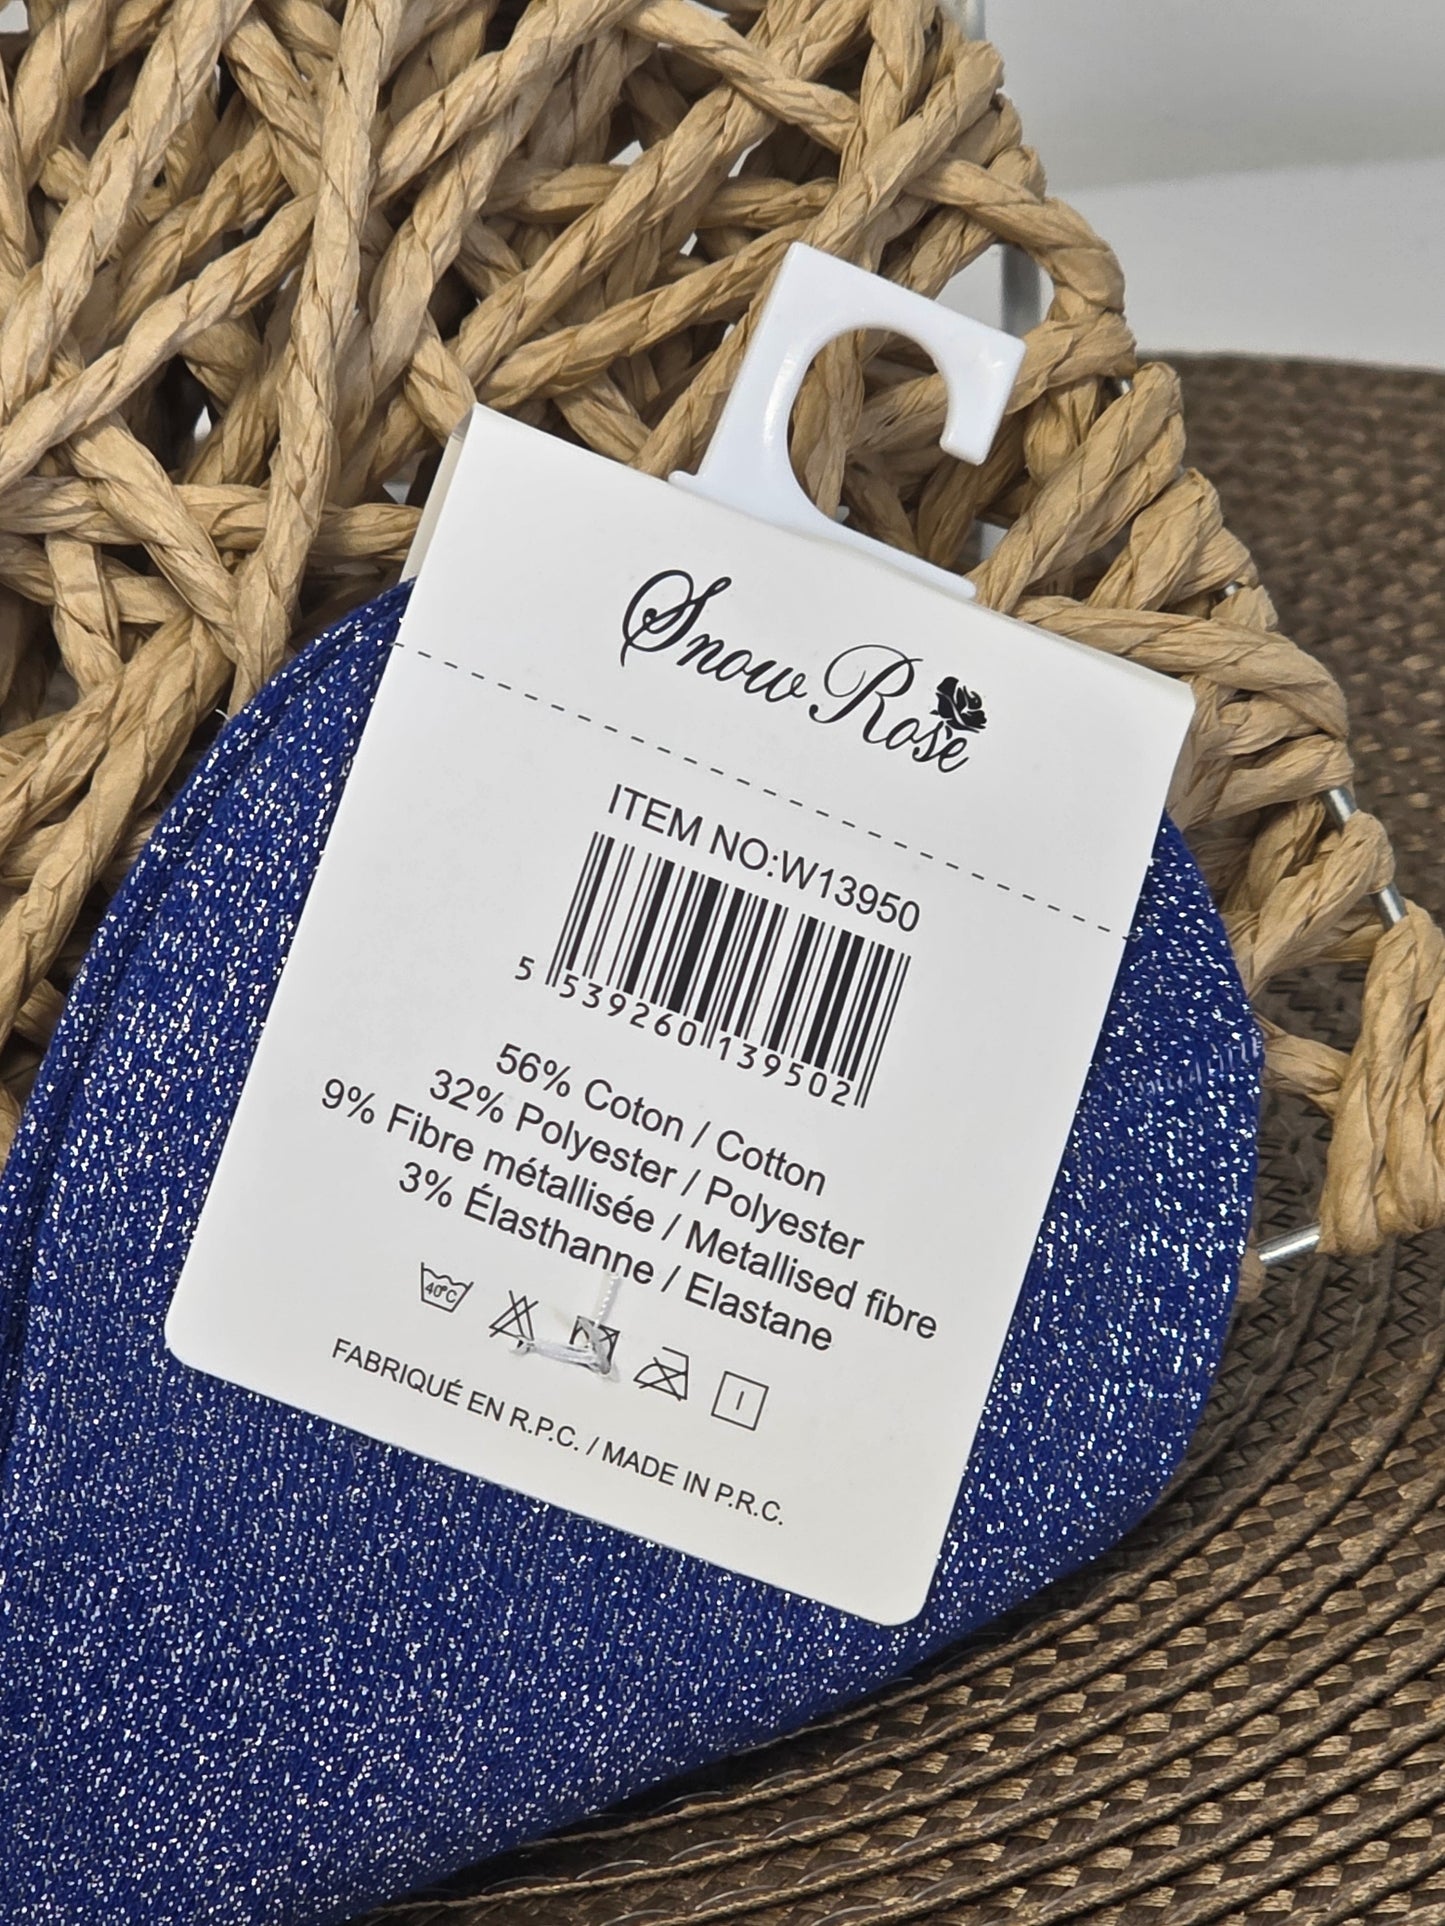 Snow Rose
ITEM NO:W13950
5 539260 139502
56% Coton / Cotton
32% Polyester / Polyester
9% Fibre métallisée / Metallised fibre
3% Élasthanne / Elastane
40°C
FABRIQUÉ EN R.P.C. / MADE IN P.R.C.